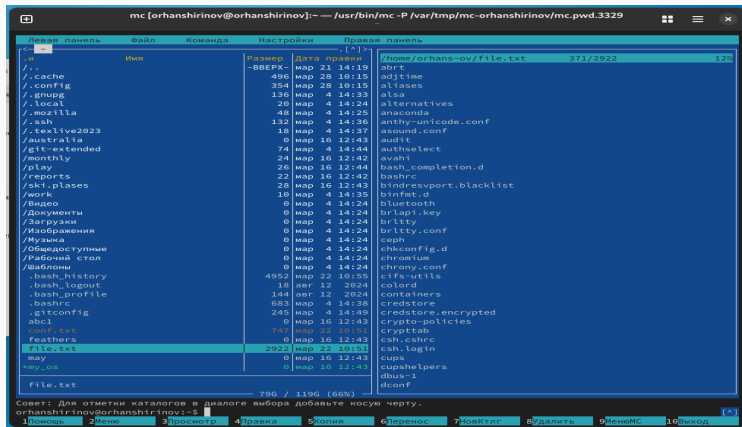 mc [orhanshirinov@orhanshirinov]:~ — /usr/bin/mc -P /var/tmp/mc-orhanshirinov/mc.pwd.3329
~
Левая панель Файл Команда Настройки Правая панель
<- ~ .[^]>
.и Имя Размер Дата правки /home/orhans~ov/file.txt 371/2922 12%
/.. -ВВЕРХ- мар 21 14:19 abrt
/.cache 496 мар 28 10:15 adjtime
/.config 354 мар 28 10:15 aliases
/.gnupg 136 мар 4 14:33 alsa
/.local 20 мар 4 14:24 alternatives
/.mozilla 48 мар 4 14:25 anaconda
/.ssh 132 мар 4 14:36 anthy-unicode.conf
/.texlive2023 18 мар 4 14:37 asound.conf
/australia 0 мар 16 12:43 audit
/git-extended 74 мар 4 14:44 authselect
/monthly 24 мар 16 12:42 avahi
/play 26 мар 16 12:44 bash_completion.d
/reports 22 мар 16 12:42 bashrc
/ski.plases 28 мар 16 12:43 bindresvport.blacklist
/work 10 мар 4 14:35 binfmt.d
/Видео 0 мар 4 14:24 bluetooth
/Документы 0 мар 4 14:24 brlapi.key
/Загрузки 0 мар 4 14:24 brltty
/Изображения 0 мар 4 14:24 brltty.conf
/Музыка 0 мар 4 14:24 ceph
/Общедоступные 0 мар 4 14:24 chkconfig.d
/Рабочий стол 0 мар 4 14:24 chromium
/Шаблоны 0 мар 4 14:24 chrony.conf
.bash_history 4952 мар 22 10:55 cifs-utils
.bash_logout 18 авг 12 2024 colord
.bash_profile 144 авг 12 2024 containers
.bashrc 683 мар 4 14:38 credstore
.gitconfig 245 мар 4 14:49 credstore.encrypted
abc1 0 мар 16 12:43 crypto-policies
conf.txt 747 мар 22 10:51 crypttab
feathers 0 мар 16 12:43 csh.cshrc
file.txt 2922 мар 22 10:51 csh.login
may 0 мар 16 12:43 cups
*my_os 0 мар 16 12:43 cupshelpers
dbus-1
file.txt dconf
79G / 119G (66%)
Совет: Для отметки каталогов в диалоге выбора добавьте косую черту.
orhanshirinov@orhanshirinov:~$ [^]
1Помощь 2Меню 3Просмотр 4Правка 5Копия 6Перенос 7НовКтлг 8Удалить 9МенюМС 10Выход